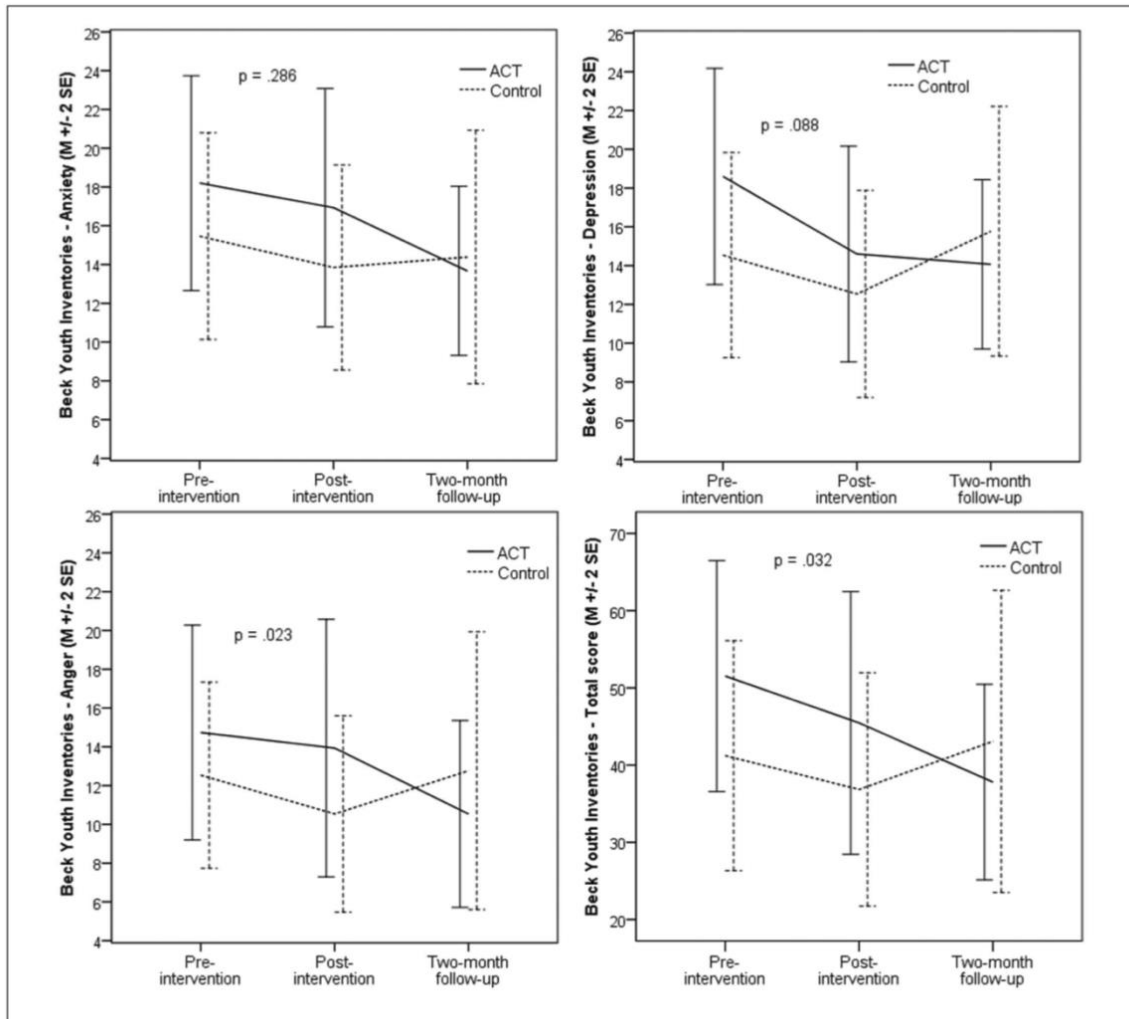 Beck Youth Inventories - Anxiety (M +/- 2 SE)
26
24
22
20
18
16
14
12
10
8
6
4
p = .286
ACT
Control
Pre-
intervention
Post-
intervention
Two-month
follow-up
Beck Youth Inventories - Depression (M +/- 2 SE)
26
24
22
20
18
16
14
12
10
8
6
4
p = .088
ACT
Control
Pre-
intervention
Post-
intervention
Two-month
follow-up
Beck Youth Inventories - Anger (M +/- 2 SE)
26
24
22
20
18
16
14
12
10
8
6
4
p = .023
ACT
Control
Pre-
intervention
Post-
intervention
Two-month
follow-up
Beck Youth Inventories - Total score (M +/- 2 SE)
70
60
50
40
30
20
p = .032
ACT
Control
Pre-
intervention
Post-
intervention
Two-month
follow-up